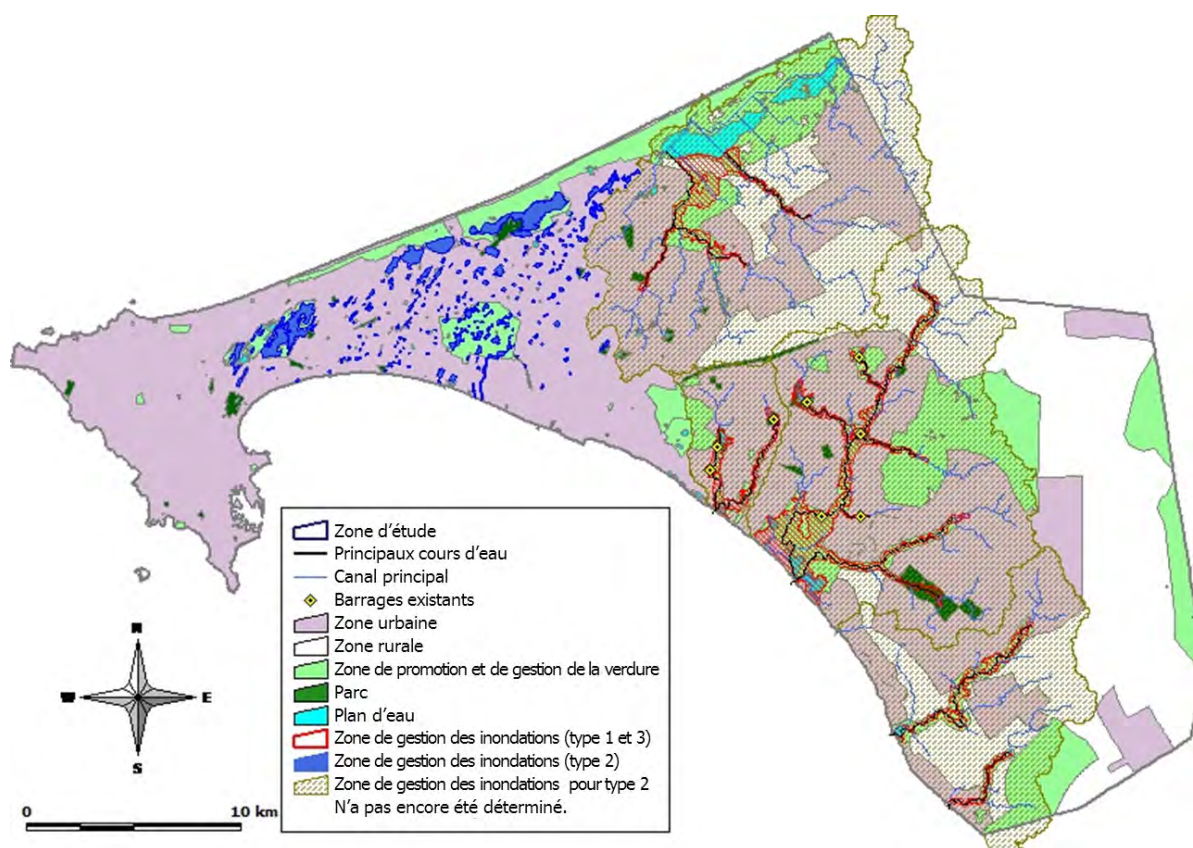 Zone d'étude
Principaux cours d'eau
Canal principal
Barrages existants
Zone urbaine
Zone rurale
Zone de promotion et de gestion de la verdure
Parc
Plan d'eau
Zone de gestion des inondations (type 1 et 3)
Zone de gestion des inondations (type 2)
Zone de gestion des inondations pour type 2
N'a pas encore été déterminé.
N
W E
S
0 10 km